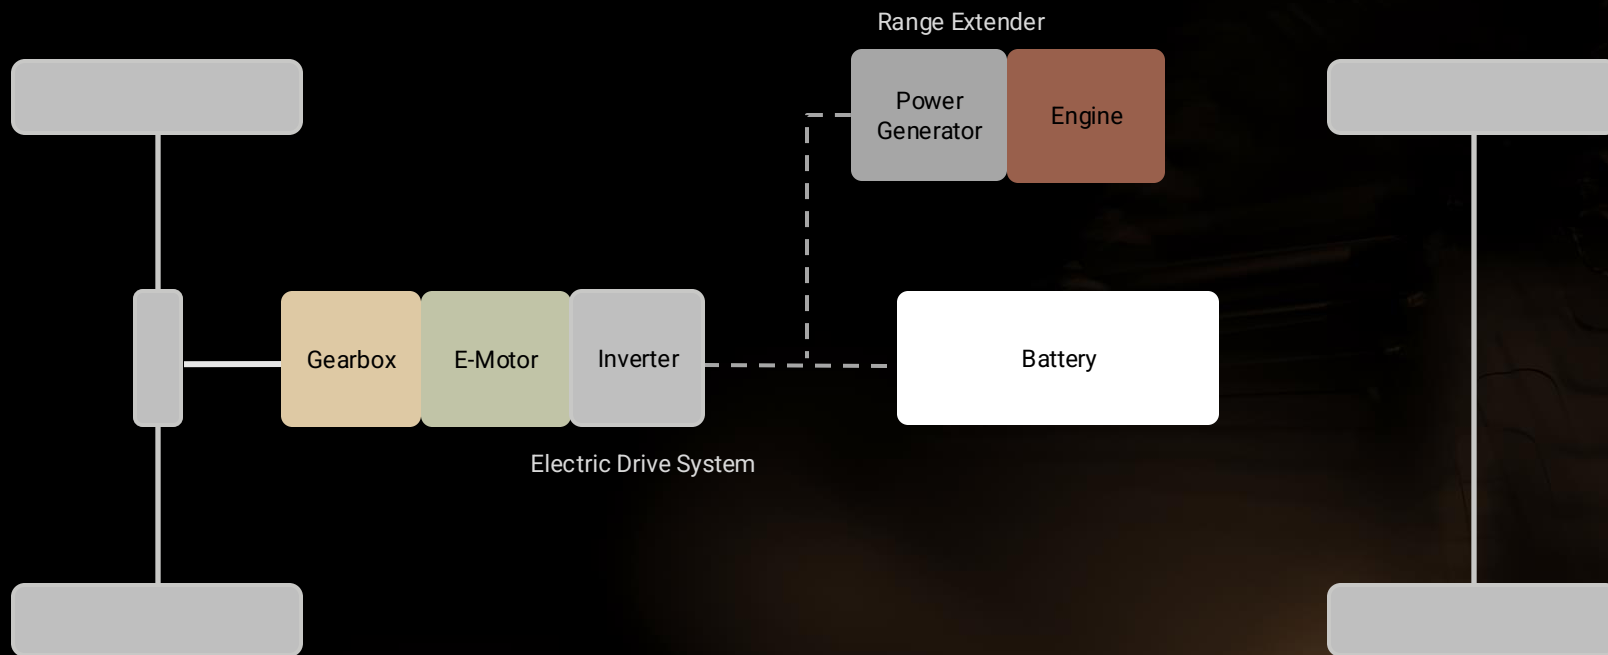 Range Extender
Power
Generator
Engine
Gearbox
E-Motor
Inverter
Battery
Electric Drive System